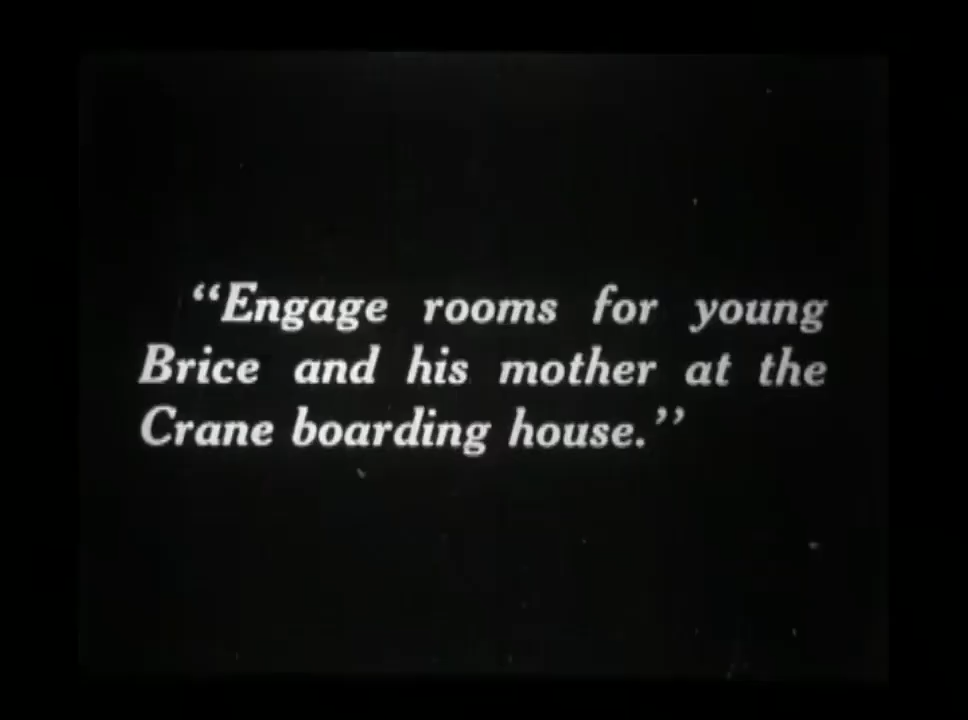 “Engage rooms for young
Brice and his mother at the
Crane boarding house.”